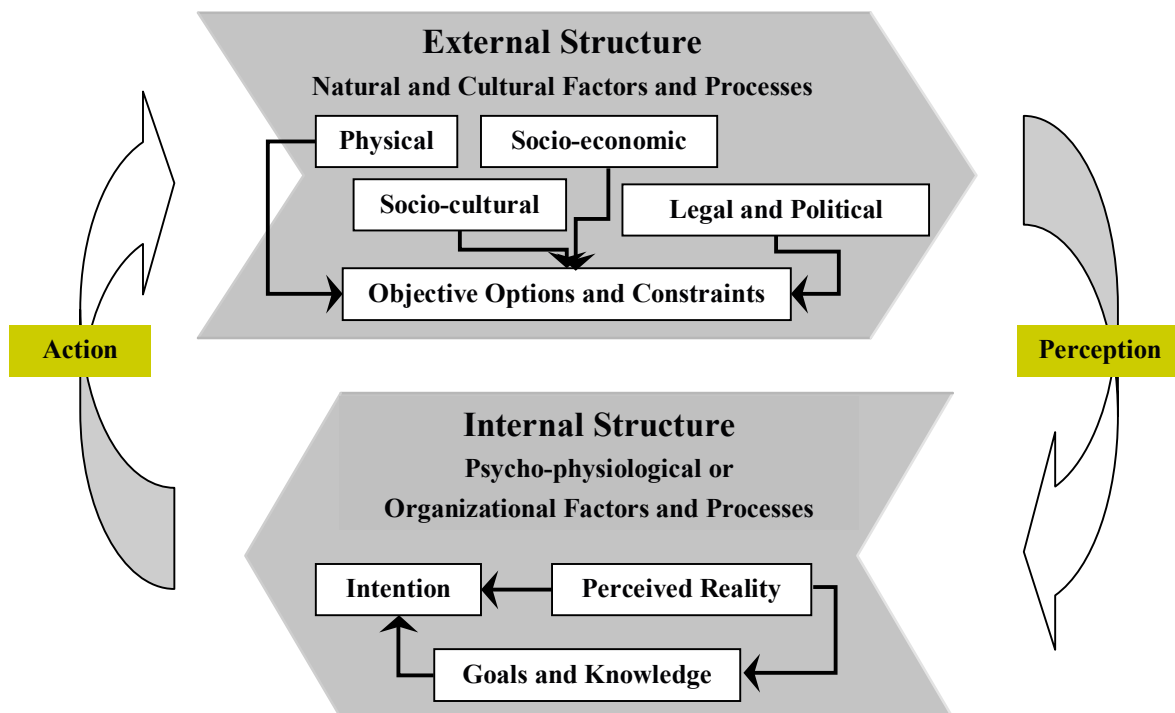 External Structure
Natural and Cultural Factors and Processes
Physical
Socio-economic
Socio-cultural
Legal and Political
Objective Options and Constraints
Action
Perception
Internal Structure
Psycho-physiological or
Organizational Factors and Processes
Intention
Perceived Reality
Goals and Knowledge